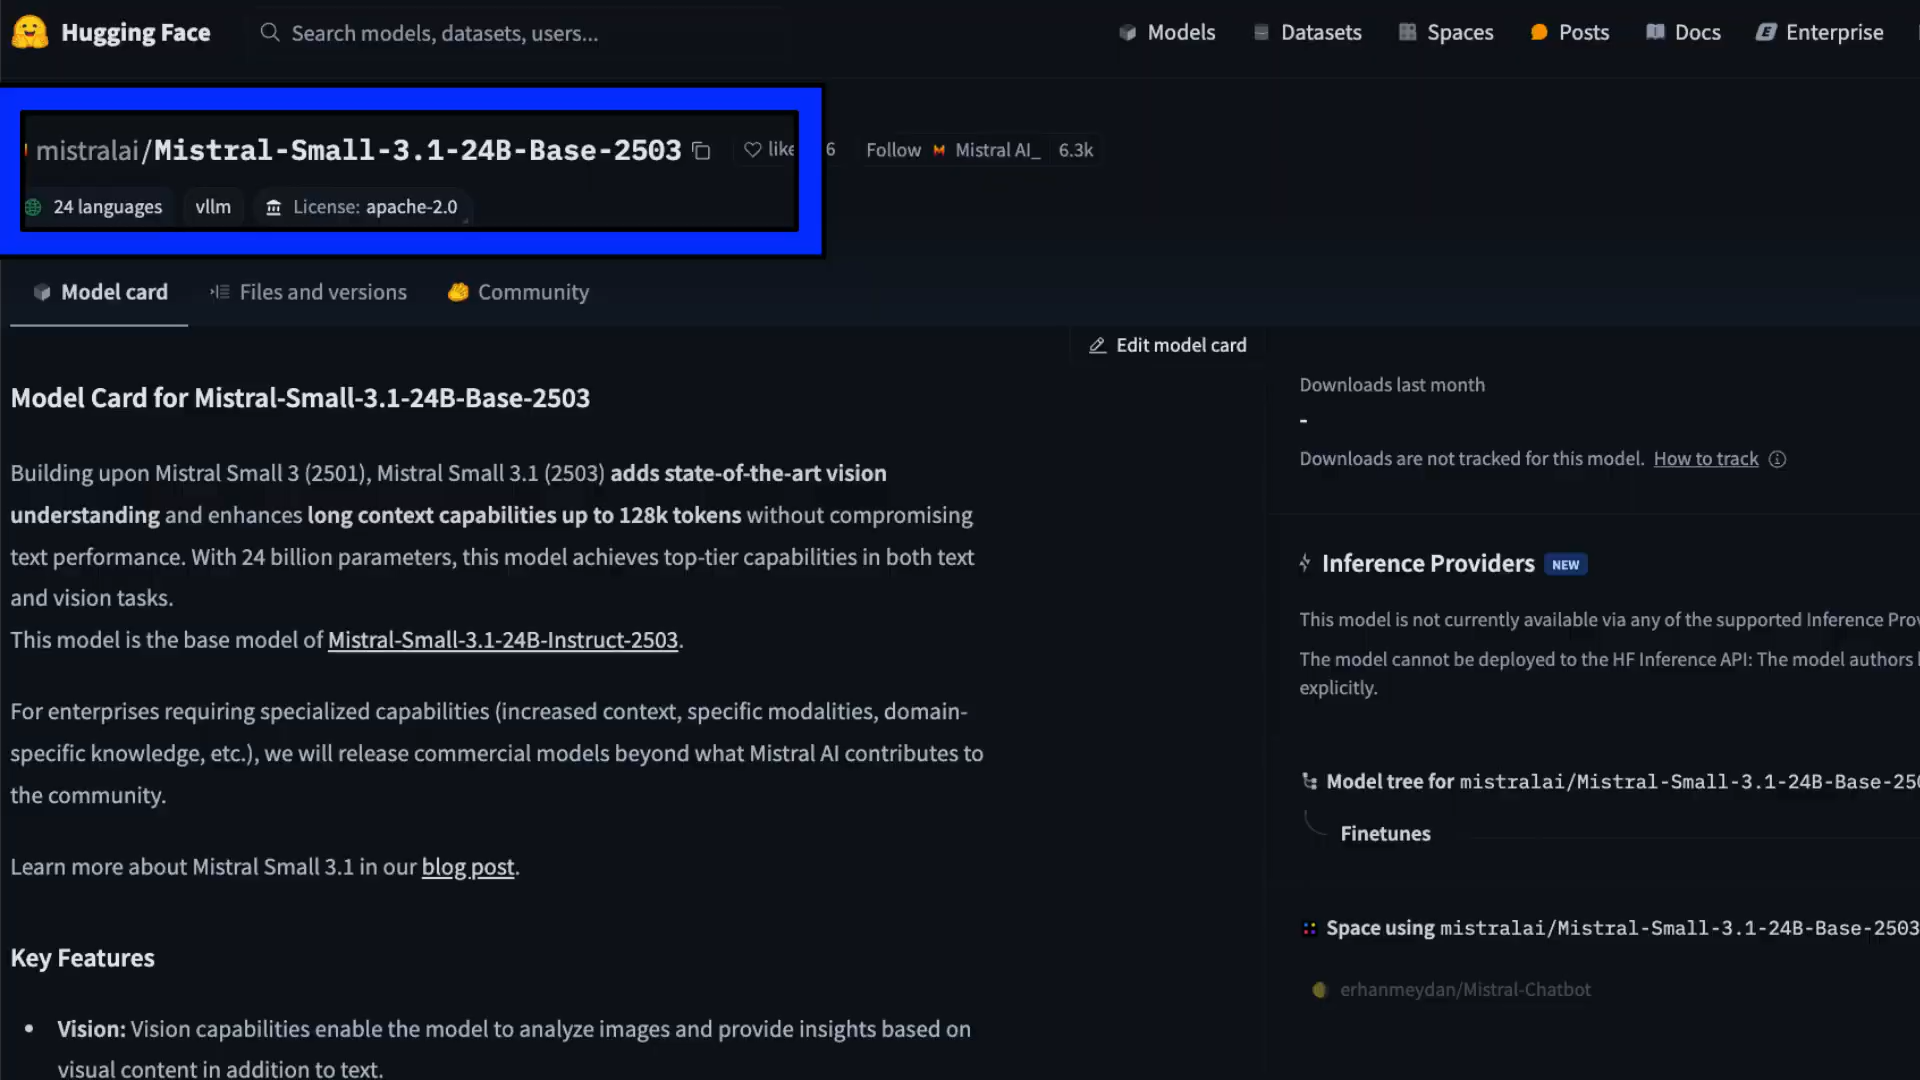 Hugging Face
Search models, datasets, users...
Models
Datasets
Spaces
Posts
Docs
Enterprise
mistralai/Mistral-Small-3.1-24B-Base-2503
like
6
Follow
Mistral AI_
6.3k
24 languages
vllm
License: apache-2.0
Model card
Files and versions
Community
Edit model card
Model Card for Mistral-Small-3.1-24B-Base-2503
Building upon Mistral Small 3 (2501), Mistral Small 3.1 (2503) adds state-of-the-art vision
understanding and enhances long context capabilities up to 128k tokens without compromising
text performance. With 24 billion parameters, this model achieves top-tier capabilities in both text
and vision tasks.
This model is the base model of Mistral-Small-3.1-24B-Instruct-2503.
For enterprises requiring specialized capabilities (increased context, specific modalities, domain-
specific knowledge, etc.), we will release commercial models beyond what Mistral AI contributes to
the community.
Learn more about Mistral Small 3.1 in our blog post.
Key Features
• Vision: Vision capabilities enable the model to analyze images and provide insights based on
visual content in addition to text.
Downloads last month
-
Downloads are not tracked for this model. How to track
Inference Providers NEW
This model is not currently available via any of the supported Inference
The model cannot be deployed to the HF Inference API: The model authors
explicitly.
Model tree for mistralai/Mistral-Small-3.1-24B-Base-25
Finetunes
Space using mistralai/Mistral-Small-3.1-24B-Base-2503
erhanmeydan/Mistral-Chatbot